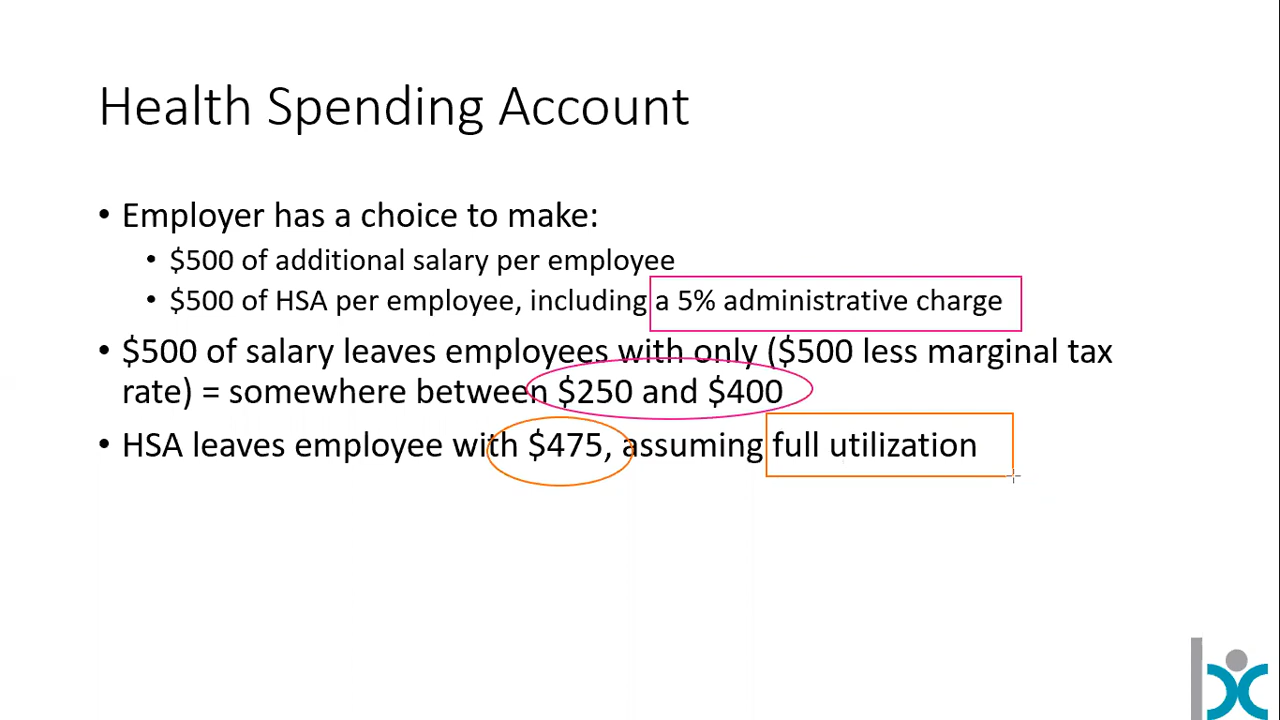 Health Spending Account
• Employer has a choice to make:
• $500 of additional salary per employee
• $500 of HSA per employee, including a 5% administrative charge
• $500 of salary leaves employees with only ($500 less marginal tax
rate) = somewhere between $250 and $400
• HSA leaves employee with $475, assuming full utilization